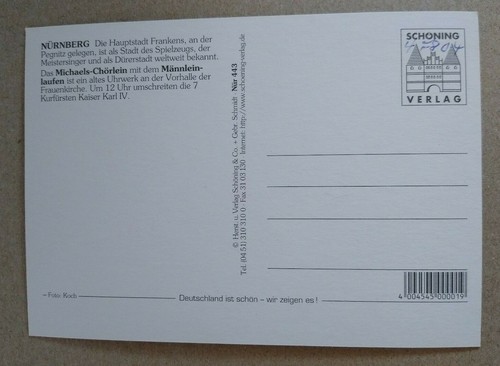 NÜRNBERG Die Hauptstadt Frankens, an der
Pegnitz gelegen, ist als Stadt des Spielzeugs, der
Meistersinger und als Dürerstadt weltweit bekannt.
Das Michaels-Chörlein mit dem Männlein-
laufen ist ein altes Uhrwerk an der Vorhalle der
Frauenkirche. Um 12 Uhr umschreiten die 7
Kurfürsten Kaiser Karl IV.
– Foto: Koch
© Herst. u. Verlag Schöning & Co. + Gebr. Schmidt Nür 443
Tel. (04 51) 310 310 0 · Fax 31 03 130 · Internet: http://www.schoening-verlag.de
Deutschland ist schön – wir zeigen es!
SCHÖNING
VERLAG
4 004545 000019